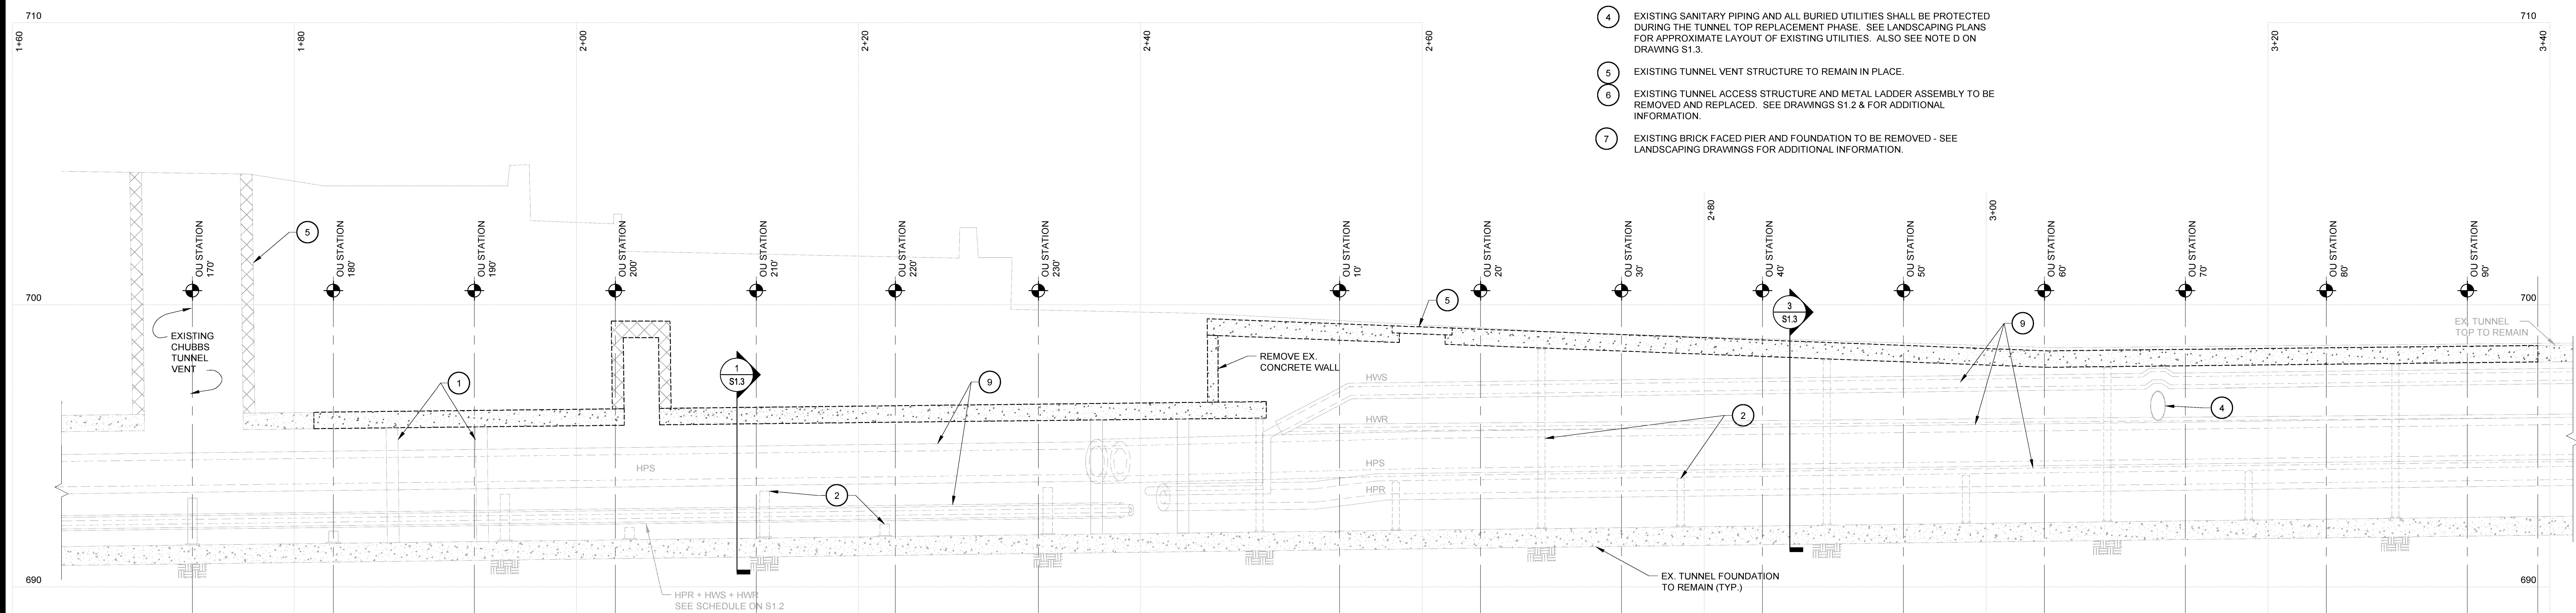 710
1+60
1+80
2+00
2+20
2+40
2+60
4
EXISTING SANITARY PIPING AND ALL BURIED UTILITIES SHALL BE PROTECTED
DURING THE TUNNEL TOP REPLACEMENT PHASE. SEE LANDSCAPING PLANS
FOR APPROXIMATE LAYOUT OF EXISTING UTILITIES. ALSO SEE NOTE D ON
DRAWING S1.3.
5
EXISTING TUNNEL VENT STRUCTURE TO REMAIN IN PLACE.
6
EXISTING TUNNEL ACCESS STRUCTURE AND METAL LADDER ASSEMBLY TO BE
REMOVED AND REPLACED. SEE DRAWINGS S1.2 & FOR ADDITIONAL
INFORMATION.
7
EXISTING BRICK FACED PIER AND FOUNDATION TO BE REMOVED - SEE
LANDSCAPING DRAWINGS FOR ADDITIONAL INFORMATION.
710
3+20
3+40
2+80
3+00
5
OU STATION
170'
OU STATION
180'
OU STATION
190'
OU STATION
200'
OU STATION
210'
OU STATION
220'
OU STATION
230'
OU STATION
10'
OU STATION
20'
OU STATION
30'
OU STATION
40'
OU STATION
50'
OU STATION
60'
OU STATION
70'
OU STATION
80'
OU STATION
90'
700
700
5
3
S1.3
9
EXISTING
CHUBBS
TUNNEL
VENT
EX. TUNNEL
TOP TO REMAIN
REMOVE EX.
CONCRETE WALL
1
S1.3
1
9
HWS
HWR
2
4
HPS
HPS
HPR
2
EX. TUNNEL FOUNDATION
TO REMAIN (TYP.)
690
690
HPR + HWS + HWR
SEE SCHEDULE ON S1.2